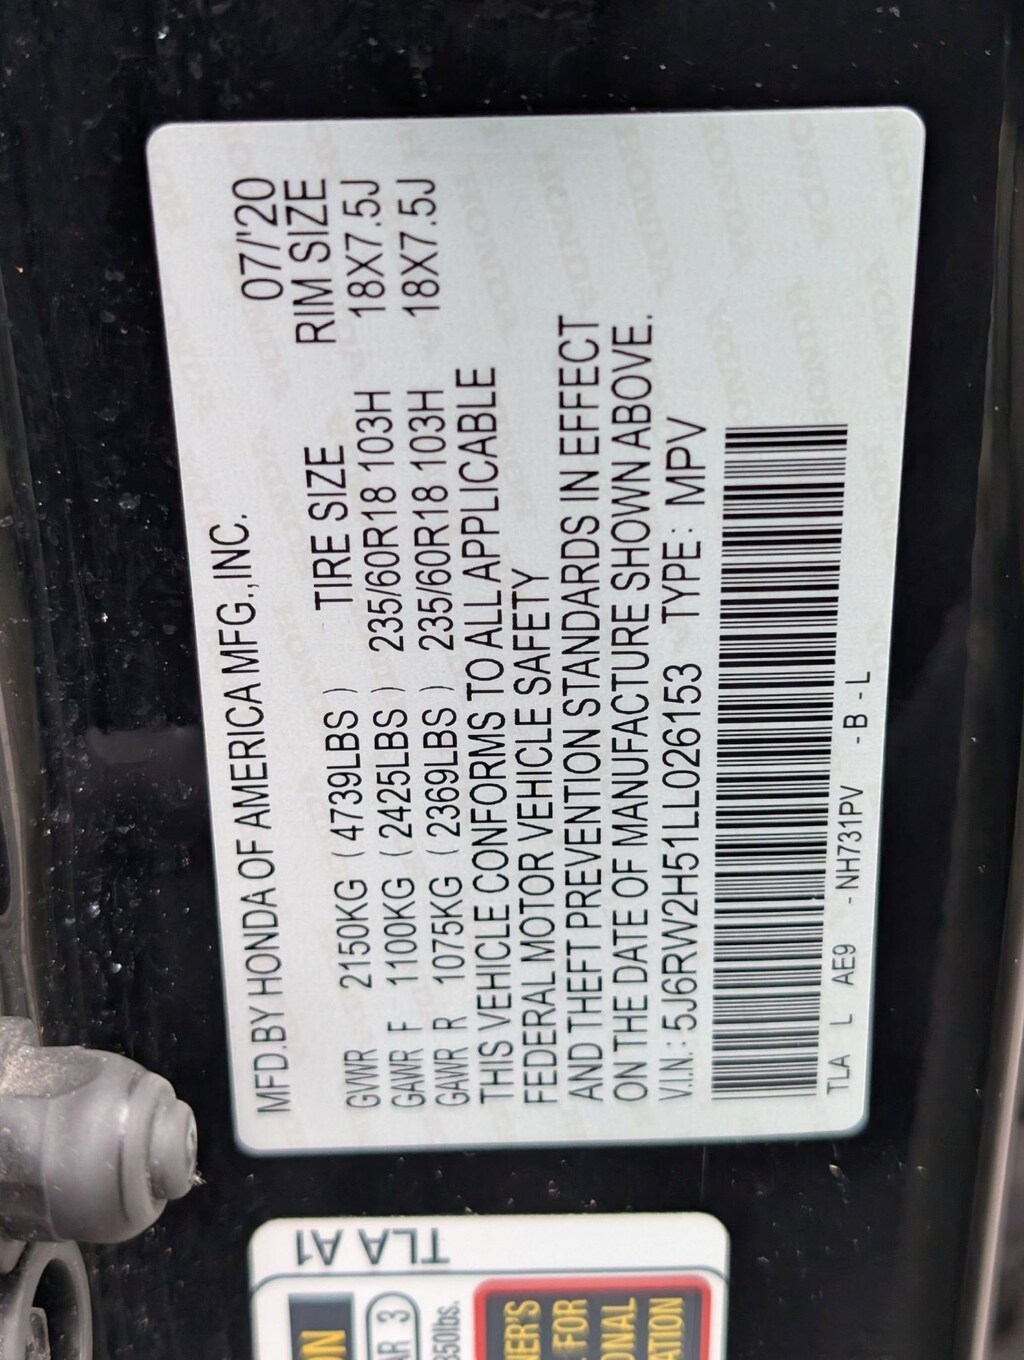 MFD.BY HONDA OF AMERICA MFG.,INC. 07/'20
TIRE SIZE RIM SIZE
GVWR 2150KG ( 4739LBS )
GAWR F 1100KG ( 2425LBS ) 235/60R18 103H 18X7.5J
GAWR R 1075KG ( 2369LBS ) 235/60R18 103H 18X7.5J
THIS VEHICLE CONFORMS TO ALL APPLICABLE
FEDERAL MOTOR VEHICLE SAFETY
AND THEFT PREVENTION STANDARDS IN EFFECT
ON THE DATE OF MANUFACTURE SHOWN ABOVE.
V.I.N.: 5J6RW2H51LL026153 TYPE: MPV
TLA L AE9 - NH731PV - B - L
TLA A1
350lbs.
FOR